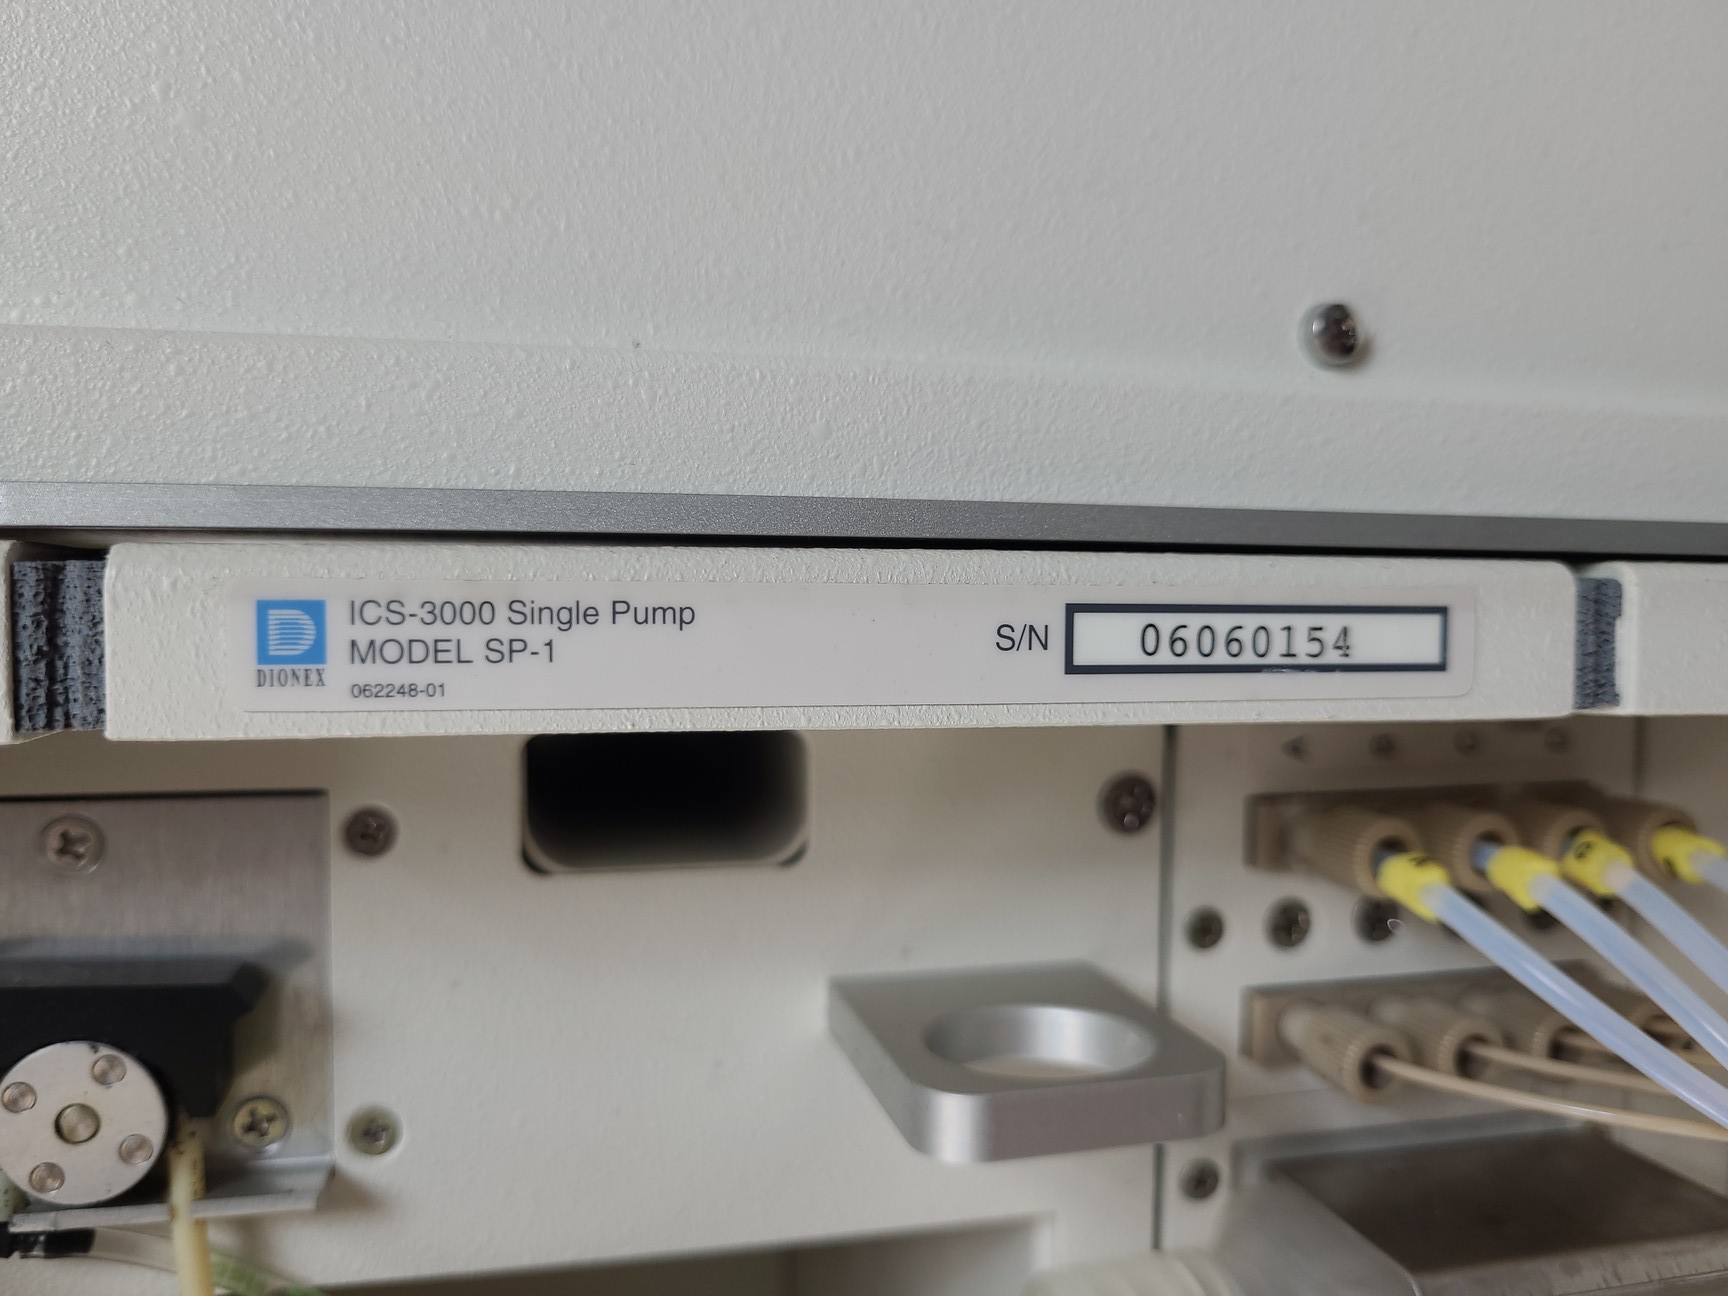 ICS-3000 Single Pump
MODEL SP-1
DIONEX
062248-01
S/N 06060154